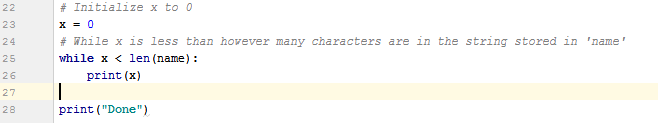 22 # Initialize x to 0
23 x = 0
24 # While x is less than however many characters are in the string stored in 'name'
25 while x < len(name):
26     print(x)
27
28 print("Done")